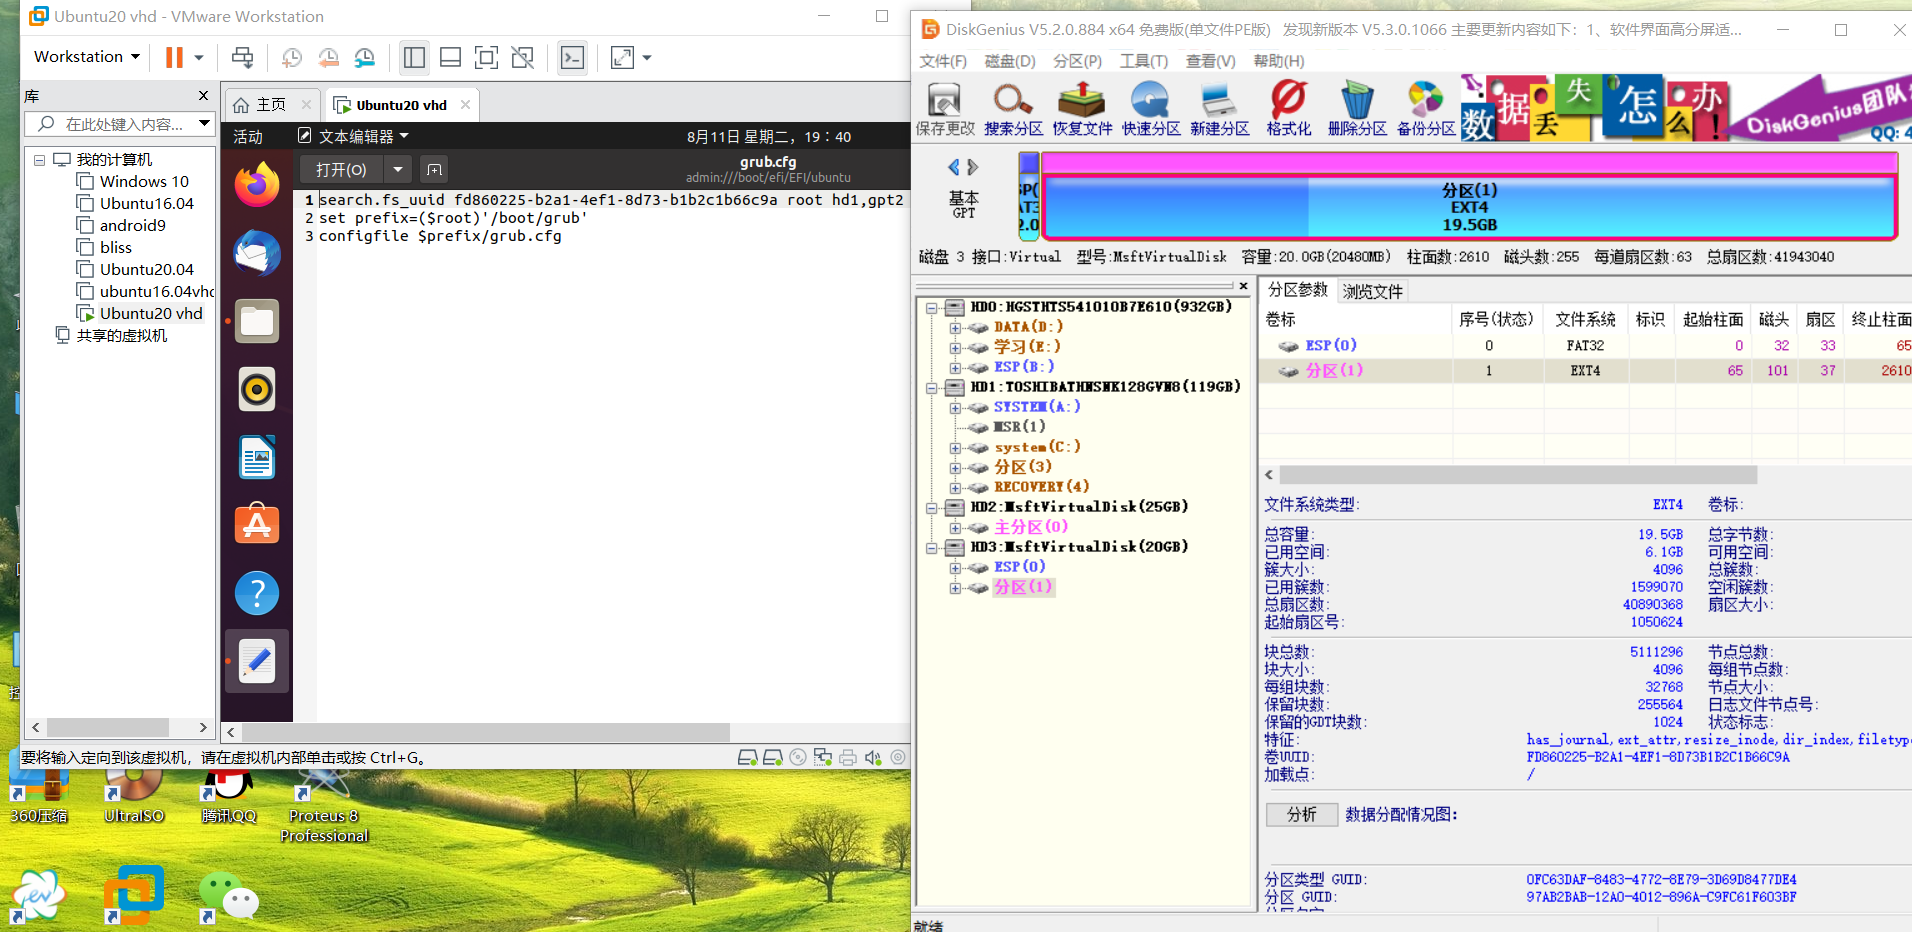 Ubuntu20 vhd - VMware Workstation
Workstation
库
在此处键入内容...
我的计算机
Windows 10
Ubuntu16.04
android9
bliss
Ubuntu20.04
ubuntu16.04vhd
Ubuntu20 vhd
共享的虚拟机
主页
Ubuntu20 vhd
活动
文本编辑器
8月11日 星期二，19：40
打开(O)
grub.cfg
admin:///boot/efi/EFI/ubuntu
1 search.fs_uuid fd860225-b2a1-4ef1-8d73-b1b2c1b66c9a root hd1,gpt2
2 set prefix=($root)'/boot/grub'
3 configfile $prefix/grub.cfg
要将输入定向到该虚拟机，请在虚拟机内部单击或按 Ctrl+G。
360压缩
UltraISO
腾讯QQ
Proteus 8 Professional
DiskGenius V5.2.0.884 x64 免费版(单文件PE版) 发现新版本 V5.3.0.1066 主要更新内容如下：1、软件界面高分屏适...
文件(F) 磁盘(D) 分区(P) 工具(T) 查看(V) 帮助(H)
保存更改 搜索分区 恢复文件 快速分区 新建分区 格式化 删除分区 备份分区
数据丢失怎么办！
DiskGenius团队
QQ: 4
基本
GPT
分区(1)
EXT4
19.5GB
磁盘 3 接口:Virtual 型号:MsftVirtualDisk 容量:20.0GB(20480MB) 柱面数:2610 磁头数:255 每道扇区数:63 总扇区数:41943040
HD0:HGSTHTS541010B7E610(932GB)
DATA(D:)
学习(E:)
ESP(B:)
HD1:TOSHIBATHNSNK128GVN8(119GB)
SYSTEM(A:)
MSR(1)
system(C:)
分区(3)
RECOVERY(4)
HD2:MsftVirtualDisk(25GB)
主分区(0)
HD3:MsftVirtualDisk(20GB)
ESP(0)
分区(1)
分区参数 浏览文件
卷标 序号(状态) 文件系统 标识 起始柱面 磁头 扇区 终止柱面
ESP(0) 0 FAT32 0 32 33 65
分区(1) 1 EXT4 65 101 37 2610
文件系统类型: EXT4 卷标:
总容量: 19.5GB 总字节数:
已用空间: 6.1GB 可用空间:
簇大小: 4096 总簇数:
已用簇数: 1599070 空闲簇数:
总扇区数: 40890368 扇区大小:
起始扇区号: 1050624
块总数: 5111296 节点总数:
块大小: 4096 每组节点数:
每组块数: 32768 节点大小:
保留块数: 255564 日志文件节点号:
保留的GDT块数: 1024 状态标志:
特征: has_journal,ext_attr,resize_inode,dir_index,filetype
卷UUID: FD860225-B2A1-4EF1-8D73B1B2C1B66C9A
加载点: /
分析 数据分配情况图:
分区类型 GUID: 0FC63DAF-8483-4772-8E79-3D69D8477DE4
分区 GUID: 97AB2BAB-12A0-4012-896A-C9FC61F603BF
就绪